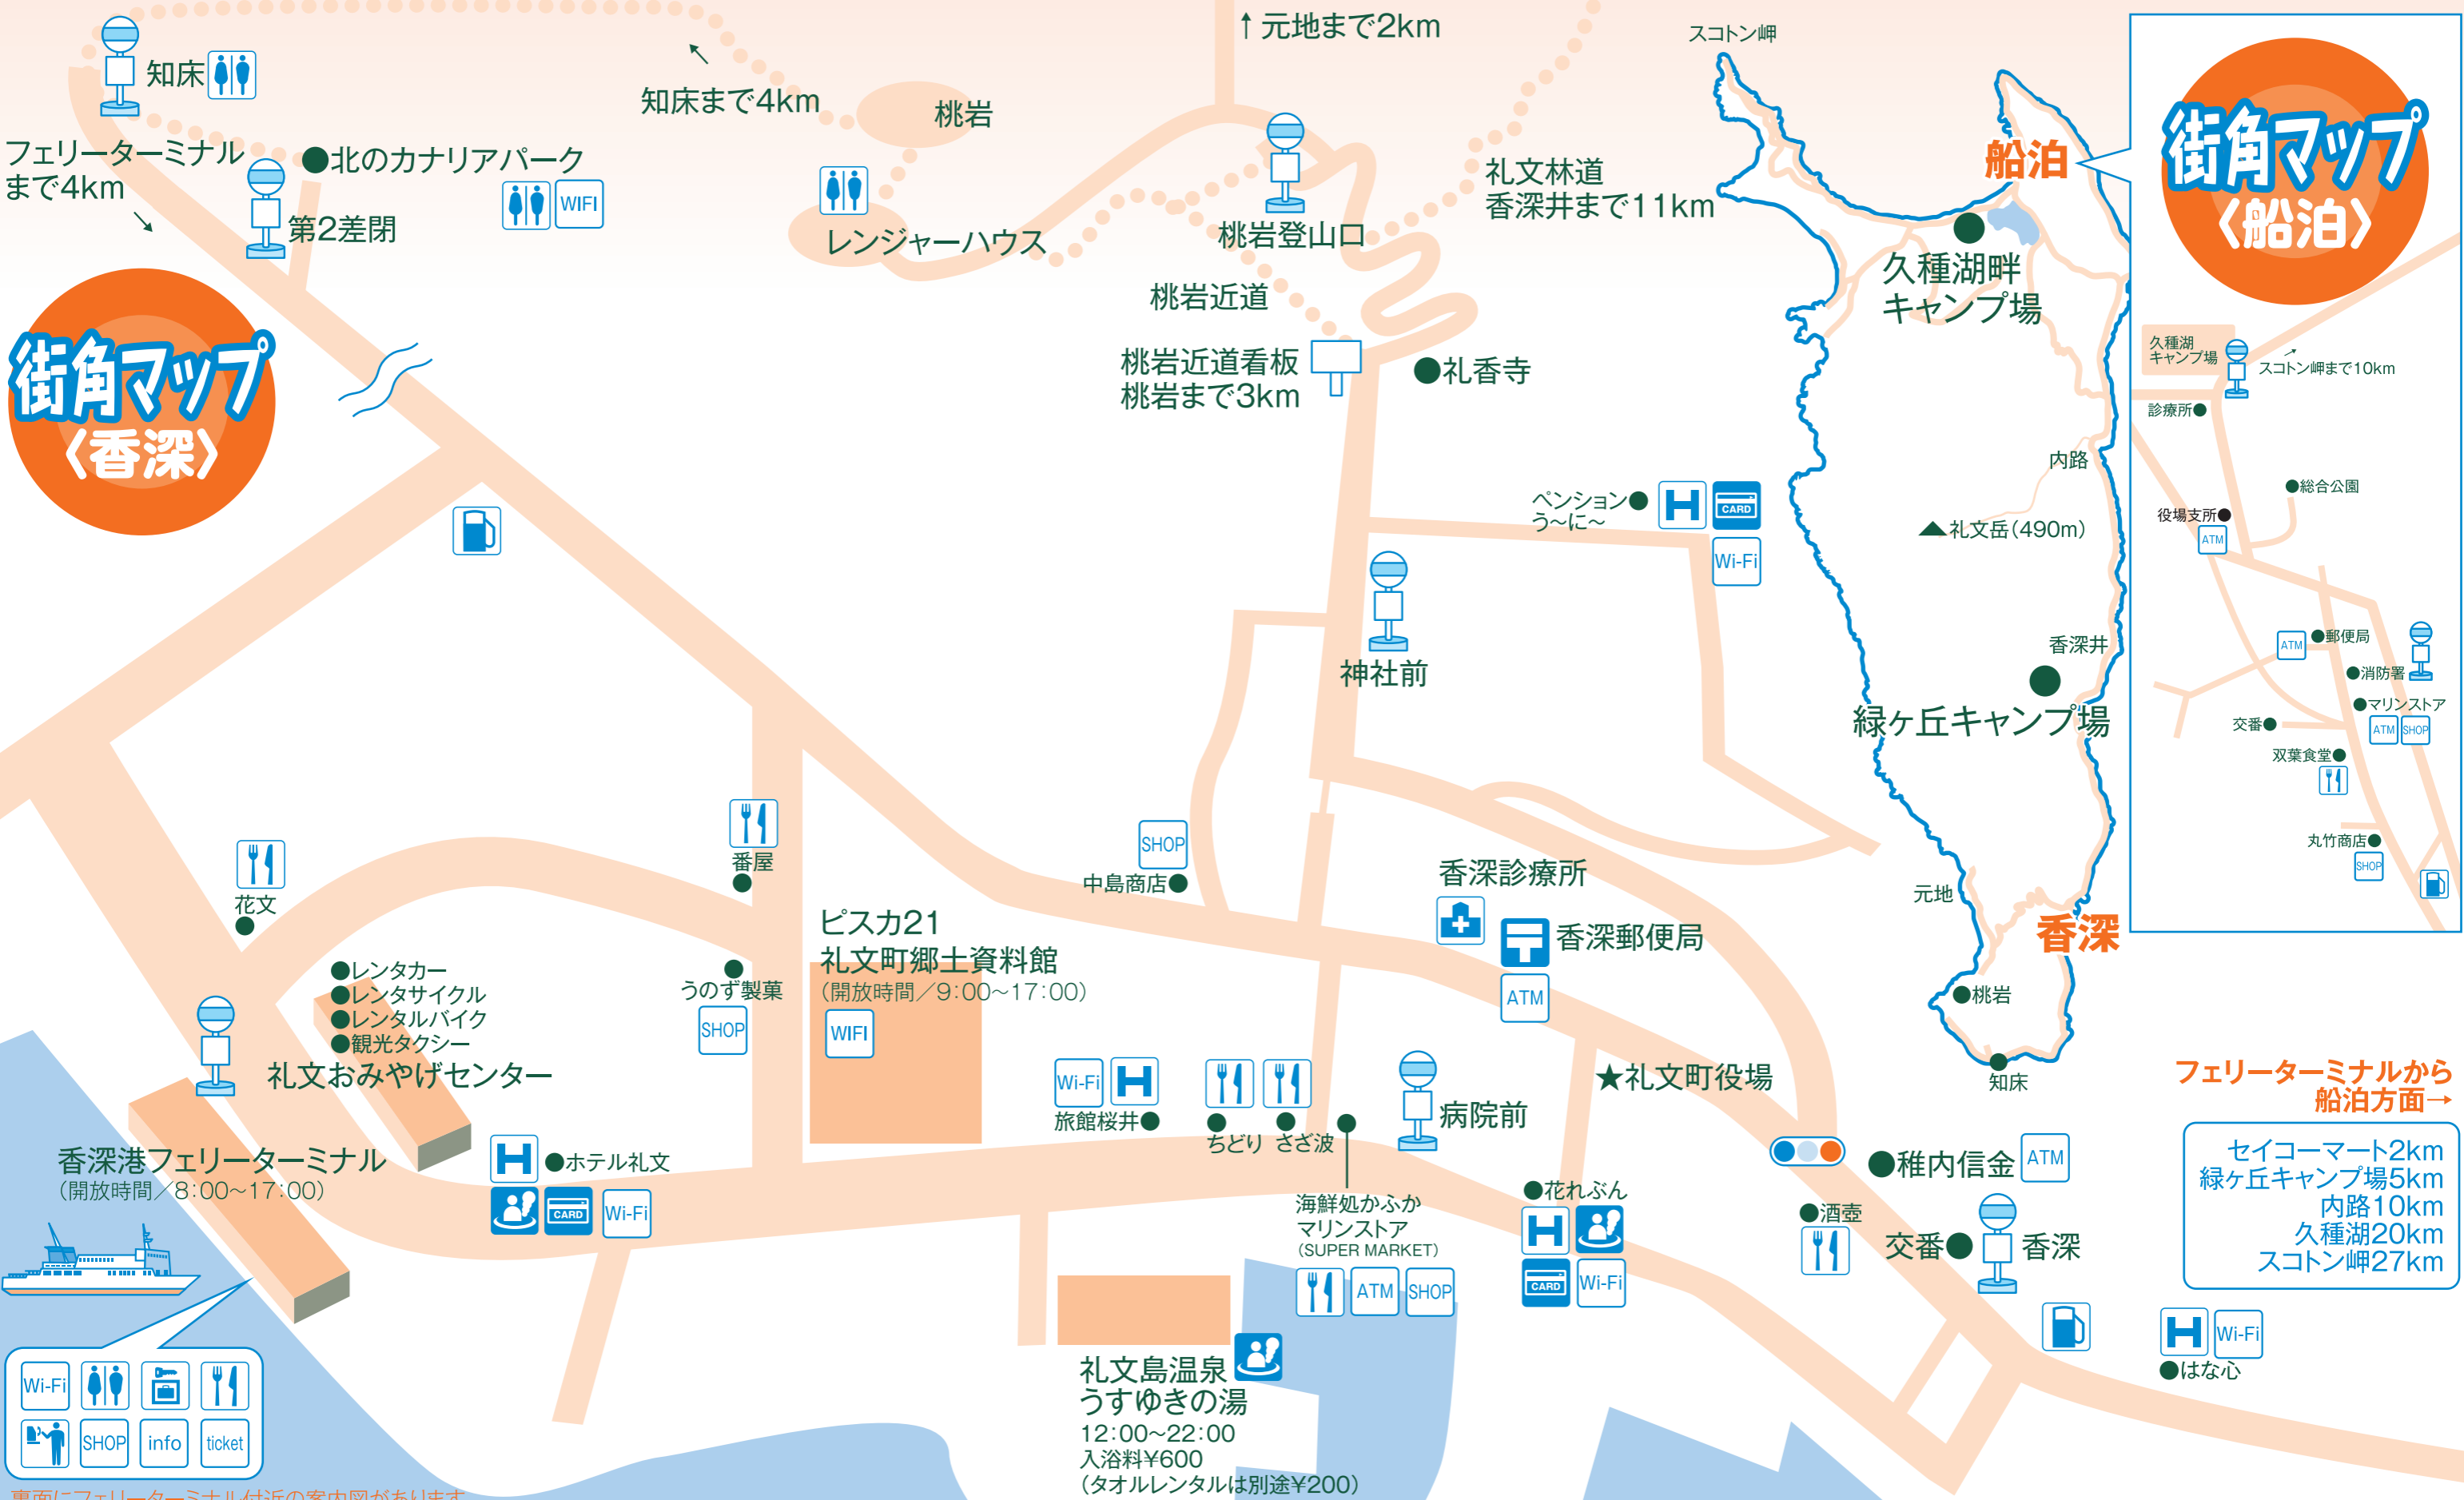 知床
フェリーターミナル
まで4km
●北のカナリアパーク
WIFI
第2差閉
知床まで4km
桃岩
レンジャーハウス
↑元地まで2km
桃岩登山口
礼文林道
香深井まで11km
桃岩近道
桃岩近道看板
桃岩まで3km
●礼香寺
街角マップ
〈香深〉
ペンション●
う〜に〜
CARD
Wi-Fi
神社前
番屋
花文
SHOP
中島商店●
●レンタカー
●レンタサイクル
●レンタルバイク
●観光タクシー
礼文おみやげセンター
うのず製菓
SHOP
ピスカ21
礼文町郷土資料館
(開放時間/9:00〜17:00)
WIFI
香深診療所
香深郵便局
ATM
Wi-Fi
旅館桜井●
ちどり
さざ波
病院前
★礼文町役場
香深港フェリーターミナル
(開放時間/8:00〜17:00)
●ホテル礼文
CARD
Wi-Fi
海鮮処かふか
マリンストア
(SUPER MARKET)
ATM
SHOP
●花れぶん
CARD
Wi-Fi
●稚内信金
ATM
●酒壺
交番●
香深
Wi-Fi
●はな心
礼文島温泉
うすゆきの湯
12:00〜22:00
入浴料¥600
(タオルレンタルは別途¥200)
Wi-Fi
SHOP
info
ticket
裏面にフェリーターミナル付近の案内図があります
スコトン岬
船泊
久種湖畔
キャンプ場
内路
▲礼文岳(490m)
香深井
緑ヶ丘キャンプ場
元地
香深
●桃岩
知床
街角マップ
〈船泊〉
久種湖
キャンプ場
スコトン岬まで10km
診療所●
●総合公園
役場支所●
ATM
ATM
●郵便局
●消防署
●マリンストア
ATM
SHOP
交番●
双葉食堂●
丸竹商店●
SHOP
フェリーターミナルから
船泊方面→
セイコーマート2km
緑ヶ丘キャンプ場5km
内路10km
久種湖20km
スコトン岬27km